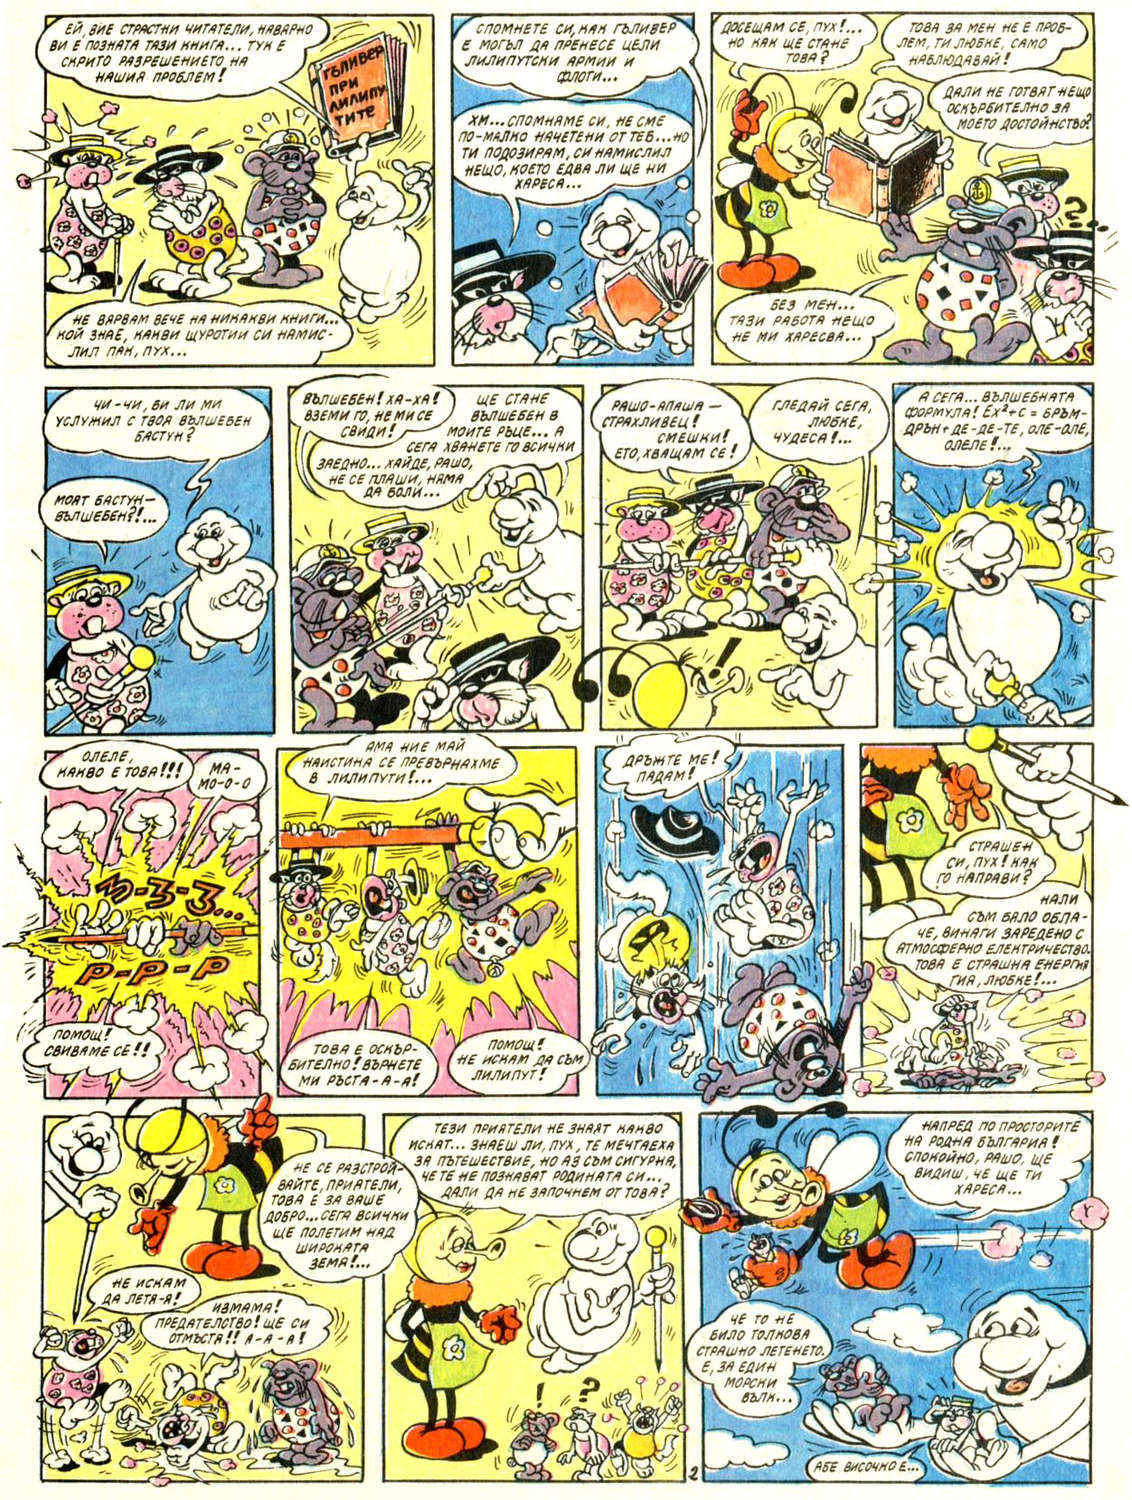 ЕЙ, ВИЕ СТРАСТНИ ЧИТАТЕЛИ, НАВАРНО
ВИ Е ПОЗНАТА ТАЗИ КНИГА... ТУК Е
СКРИТО РАЗРЕШЕНИЕТО НА
НАШИЯ ПРОБЛЕМ!
ГЪЛИВЕР
ПРИ
ЛИЛИПУ
ТИТЕ
НЕ ВЯРВАМ ВЕЧЕ НА НИКАКВИ КНИГИ...
КОЙ ЗНАЕ, КАКВИ ЩУРОТИИ СИ НАМИС-
ЛИЛ ПАК, ПУХ...
СПОМНЕТЕ СИ, КАК ГЪЛИВЕР
Е МОГЪЛ ДА ПРЕНЕСЕ ЦЕЛИ
ЛИЛИПУТСКИ АРМИИ И
ФЛОТИ...
ХМ... СПОМНЯМЕ СИ, НЕ СМЕ
ПО-МАЛКО НАЧЕТЕНИ ОТ ТЕБ... НО
ТИ ПОДОЗИРАМ, СИ НАМИСЛИЛ
НЕЩО, КОЕТО ЕДВА ЛИ ЩЕ НИ
ХАРЕСА...
ДОСЕЩАМ СЕ, ПУХ!...
НО КАК ЩЕ СТАНЕ
ТОВА?
ТОВА ЗА МЕН НЕ Е ПРОБ-
ЛЕМ, ТИ ЛЮБКЕ, САМО
НАБЛЮДАВАЙ!
ДАЛИ НЕ ГОТВЯТ НЕЩО
ОСКЪРБИТЕЛНО ЗА
МОЕТО ДОСТОЙНСТВО?
?...
БЕЗ МЕН...
ТАЗИ РАБОТА НЕЩО
НЕ МИ ХАРЕСВА...
ЧИ-ЧИ, БИ ЛИ МИ
УСЛУЖИЛ С ТВОЯ ВЪЛШЕБЕН
БАСТУН?
МОЯТ БАСТУН-
ВЪЛШЕБЕН?!...
ВЪЛШЕБЕН! ХА-ХА!
ВЗЕМИ ГО, НЕ МИ СЕ
СВИДИ!
ЩЕ СТАНЕ
ВЪЛШЕБЕН В
МОИТЕ РЪЦЕ... А
СЕГА ХВАНЕТЕ ГО ВСИЧКИ
ЗАЕДНО... ХАЙДЕ, РАШО,
НЕ СЕ ПЛАШИ, НЯМА
ДА БОЛИ...
РАШО-АПАША-
СТРАХЛИВЕЦ!
СМЕШКИ!
ЕТО, ХВАЩАМ СЕ!
ГЛЕДАЙ СЕГА,
ЛЮБКЕ,
ЧУДЕСА!...
!
А СЕГА... ВЪЛШЕБНАТА
ФОРМУЛА! EX²+C = БРЪМ-
ДРЪН+ДЕ-ДЕ-ТЕ, ОЛЕ-ОЛЕ,
ОЛЕЛЕ!...
ОЛЕЛЕ,
КАКВО Е ТОВА!!!
МА-
МО-О-О
З-З-З...
Р-Р-Р-Р
ПОМОЩ!
СВИВАМЕ СЕ!!
АМА НИЕ МАЙ
НАИСТИНА СЕ ПРЕВЪРНАХМЕ
В ЛИЛИПУТИ!...
ТОВА Е ОСКЪР-
БИТЕЛНО! ВЪРНЕТЕ
МИ РЪСТА-А-А!
ПОМОЩ!
НЕ ИСКАМ ДА СЪМ
ЛИЛИПУТ!
ДРЪЖТЕ МЕ!
ПАДАМ!
СТРАШЕН
СИ, ПУХ! КАК
ГО НАПРАВИ?
НАЛИ
СЪМ БЯЛО ОБЛА-
ЧЕ, ВИНАГИ ЗАРЕДЕНО С
АТМОСФЕРНО ЕЛЕКТРИЧЕСТВО.
ТОВА Е СТРАШНА ЕНЕРГИЯ
ГИЯ, ЛЮБКЕ!...
НЕ СЕ РАЗСТРОЙ-
ВАЙТЕ, ПРИЯТЕЛИ,
ТОВА Е ЗА ВАШЕ
ДОБРО... СЕГА ВСИЧКИ
ЩЕ ПОЛЕТИМ НАД
ШИРОКАТА
ЗЕМЯ!...
НЕ ИСКАМ
ДА ЛЕТЯ-Я!
ИЗМАМА!
ПРЕДАТЕЛСТВО! ЩЕ СИ
ОТМЪСТЯ!! А-А-А!
ТЕЗИ ПРИЯТЕЛИ НЕ ЗНАЯТ КАКВО
ИСКАТ... ЗНАЕШ ЛИ, ПУХ, ТЕ МЕЧТАЕХА
ЗА ПЪТЕШЕСТВИЕ, НО АЗ СЪМ СИГУРНА,
ЧЕ ТЕ НЕ ПОЗНАВАТ РОДИНАТА СИ...
ДАЛИ ДА НЕ ЗАПОЧНЕМ ОТ ТОВА?
! ?
2
НАПРЕД ПО ПРОСТОРИТЕ
НА РОДНА БЪЛГАРИЯ!
СПОКОЙНО, РАШО, ЩЕ
ВИДИШ, ЧЕ ЩЕ ТИ
ХАРЕСА...
ЧЕ ТО НЕ
БИЛО ТОЛКОВА
СТРАШНО ЛЕТЕНЕТО.
Е, ЗА ЕДИН
МОРСКИ
ВЪЛК...
АБЕ ВИСОЧКО Е...